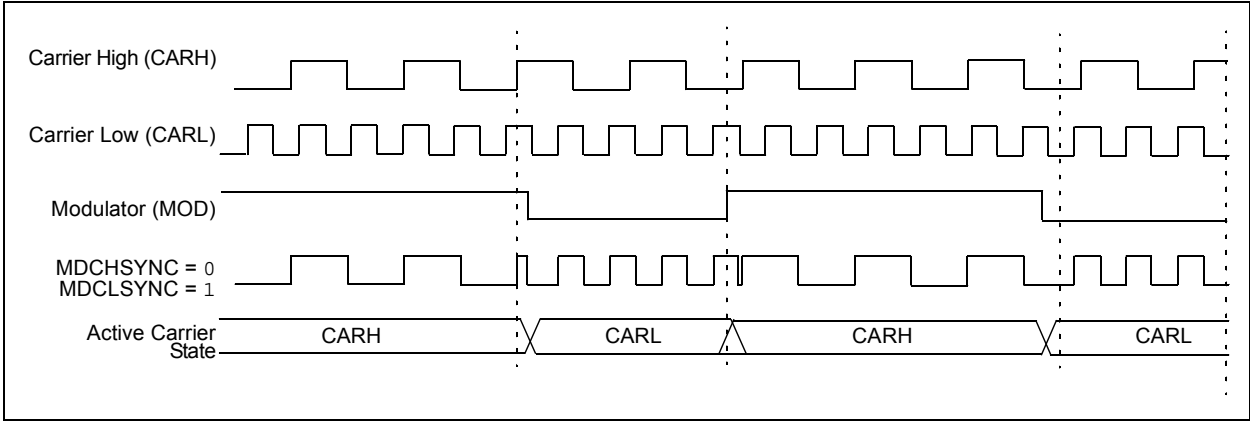 Carrier High (CARH)
Carrier Low (CARL)
Modulator (MOD)
MDCHSYNC = 0
MDCLSYNC = 1
Active Carrier
State
CARH
CARL
CARH
CARL